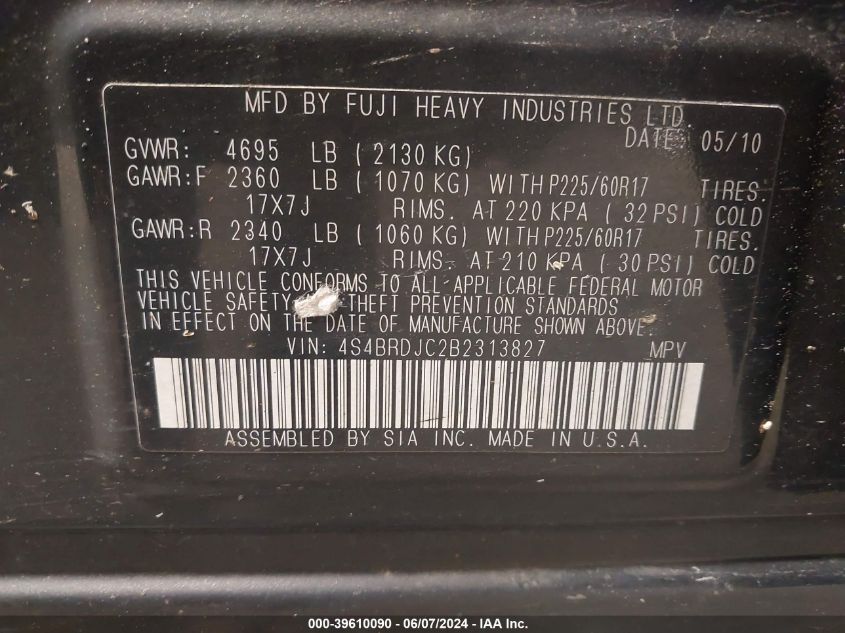 MFD BY FUJI HEAVY INDUSTRIES LTD.
DATE: 05/10
GVWR: 4695 LB ( 2130 KG)
GAWR:F 2360 LB ( 1070 KG) WITH P225/60R17 TIRES.
17X7J RIMS. AT 220 KPA ( 32 PSI) COLD
GAWR:R 2340 LB ( 1060 KG) WITH P225/60R17 TIRES.
17X7J RIMS. AT 210 KPA ( 30 PSI) COLD
THIS VEHICLE CONFORMS TO ALL APPLICABLE FEDERAL MOTOR
VEHICLE SAFETY THEFT PREVENTION STANDARDS
IN EFFECT ON THE DATE OF MANUFACTURE SHOWN ABOVE.
VIN: 4S4BRDJC2B2313827 MPV
ASSEMBLED BY SIA INC. MADE IN U.S.A.
000-39610090 - 06/07/2024 - IAA Inc.